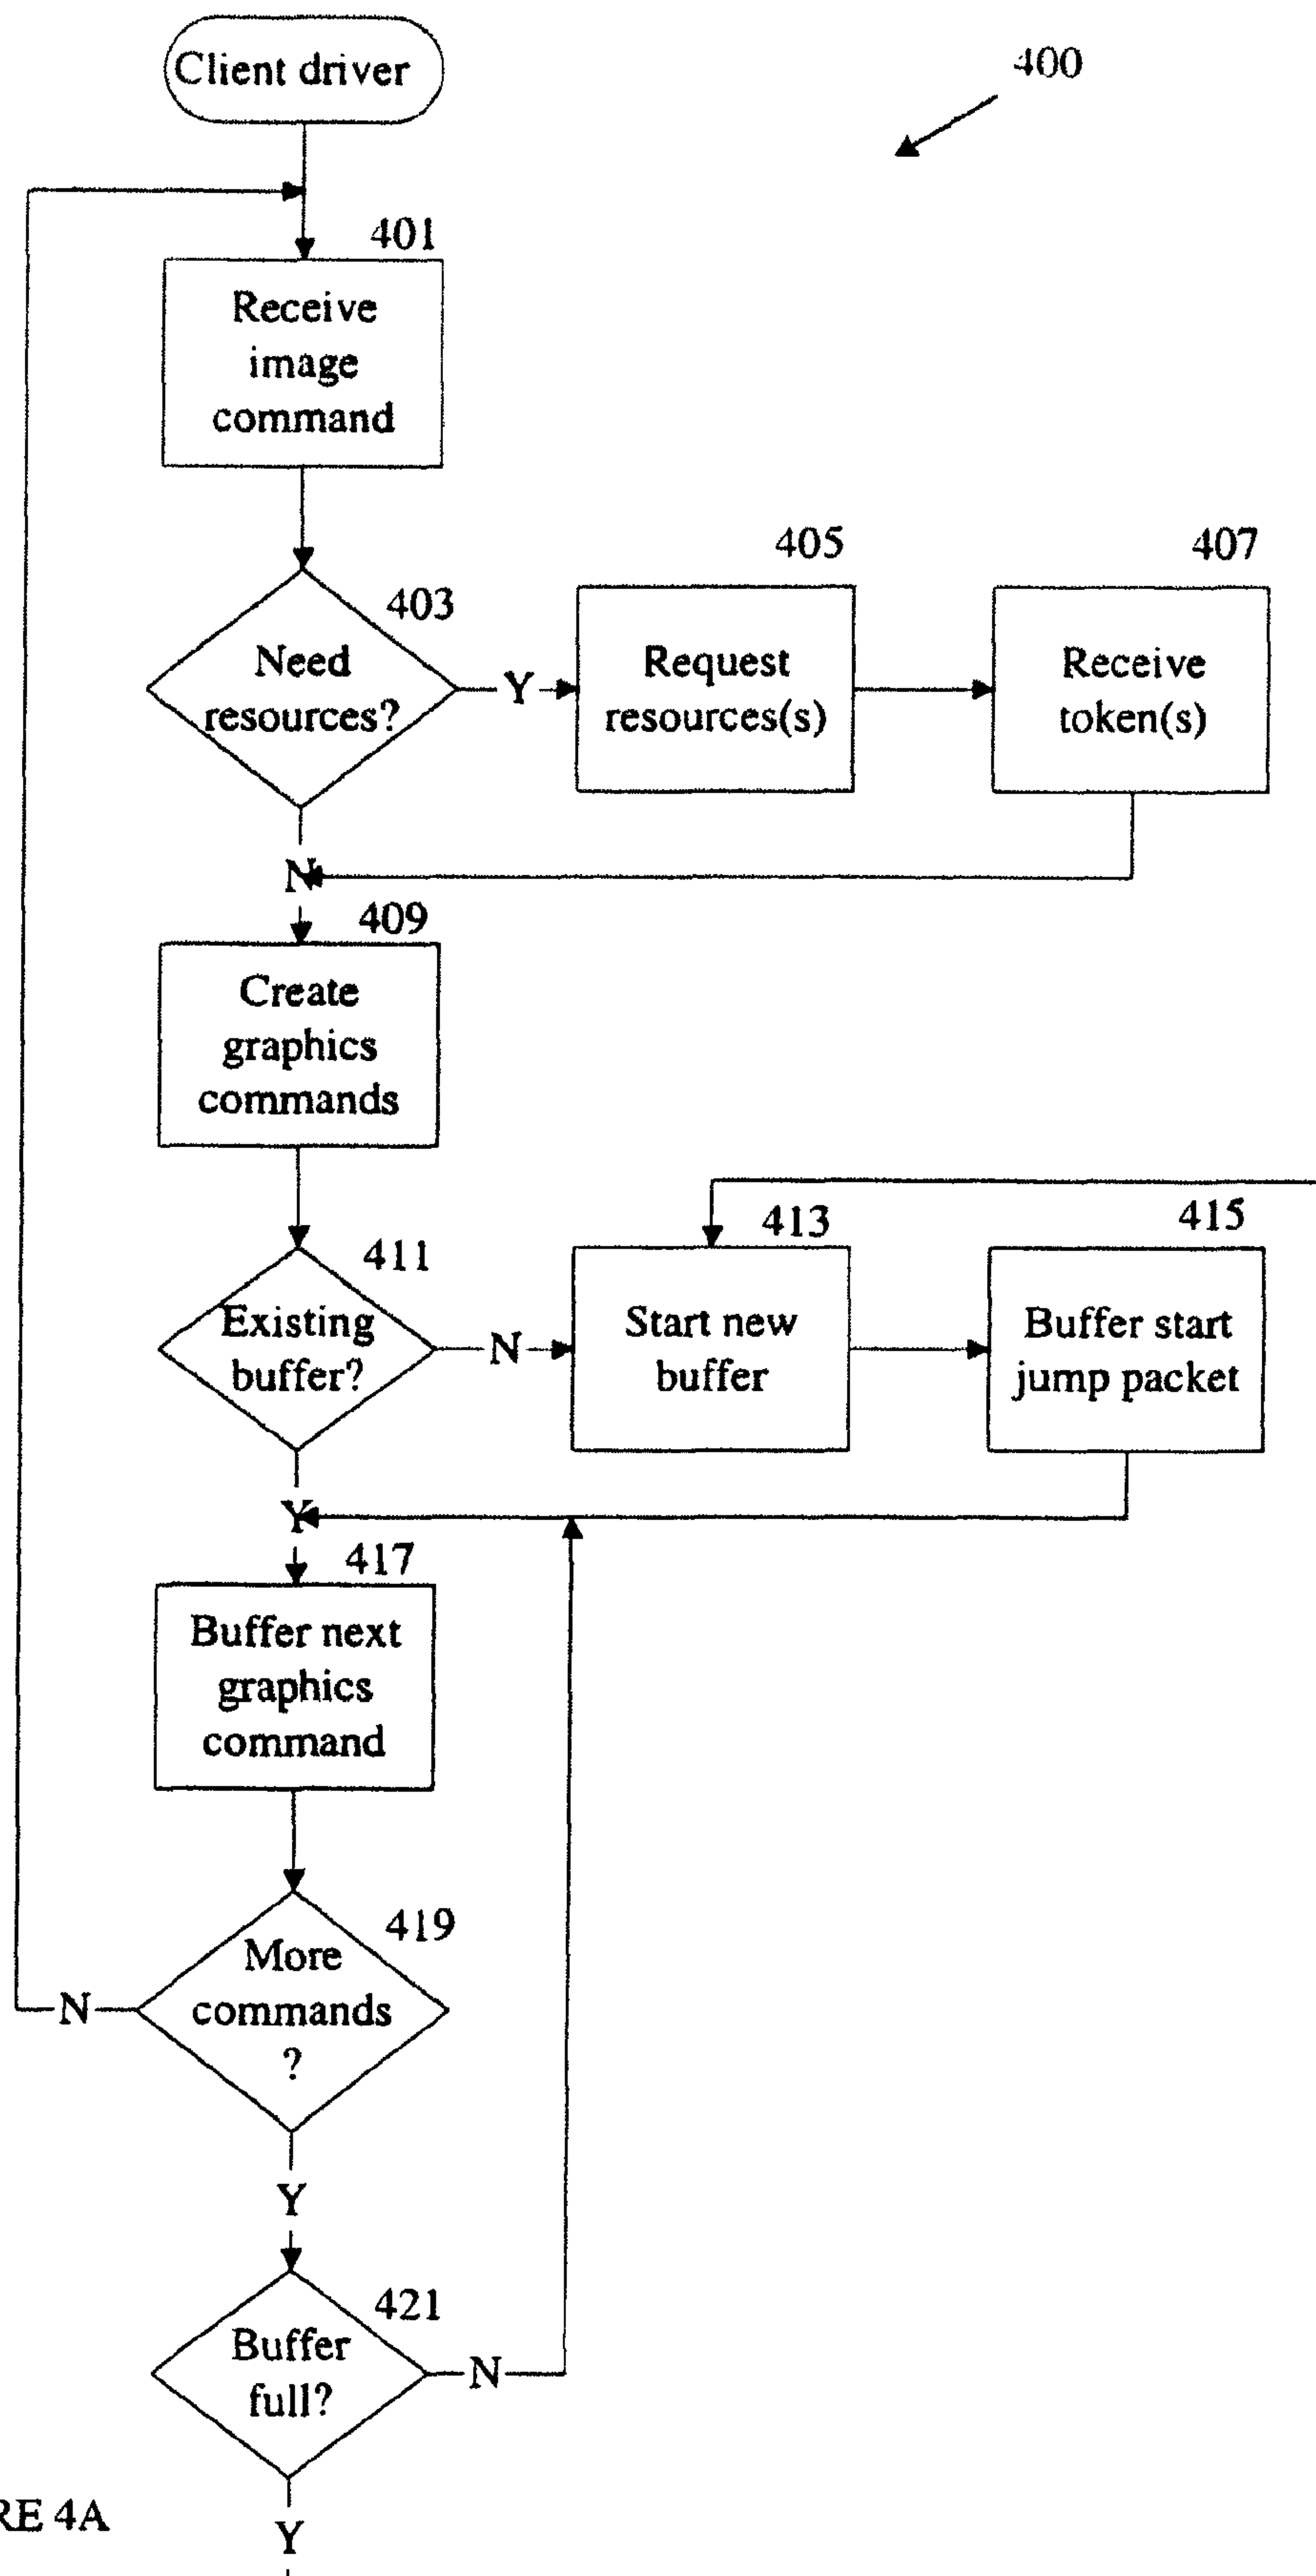 Client driver
400
401
Receive
image
command
403
Need
resources?
Y
405
Request
resources(s)
407
Receive
token(s)
N
409
Create
graphics
commands
411
Existing
buffer?
N
413
Start new
buffer
415
Buffer start
jump packet
Y
417
Buffer next
graphics
command
419
More
commands
?
N
Y
421
Buffer
full?
N
RE 4A
Y